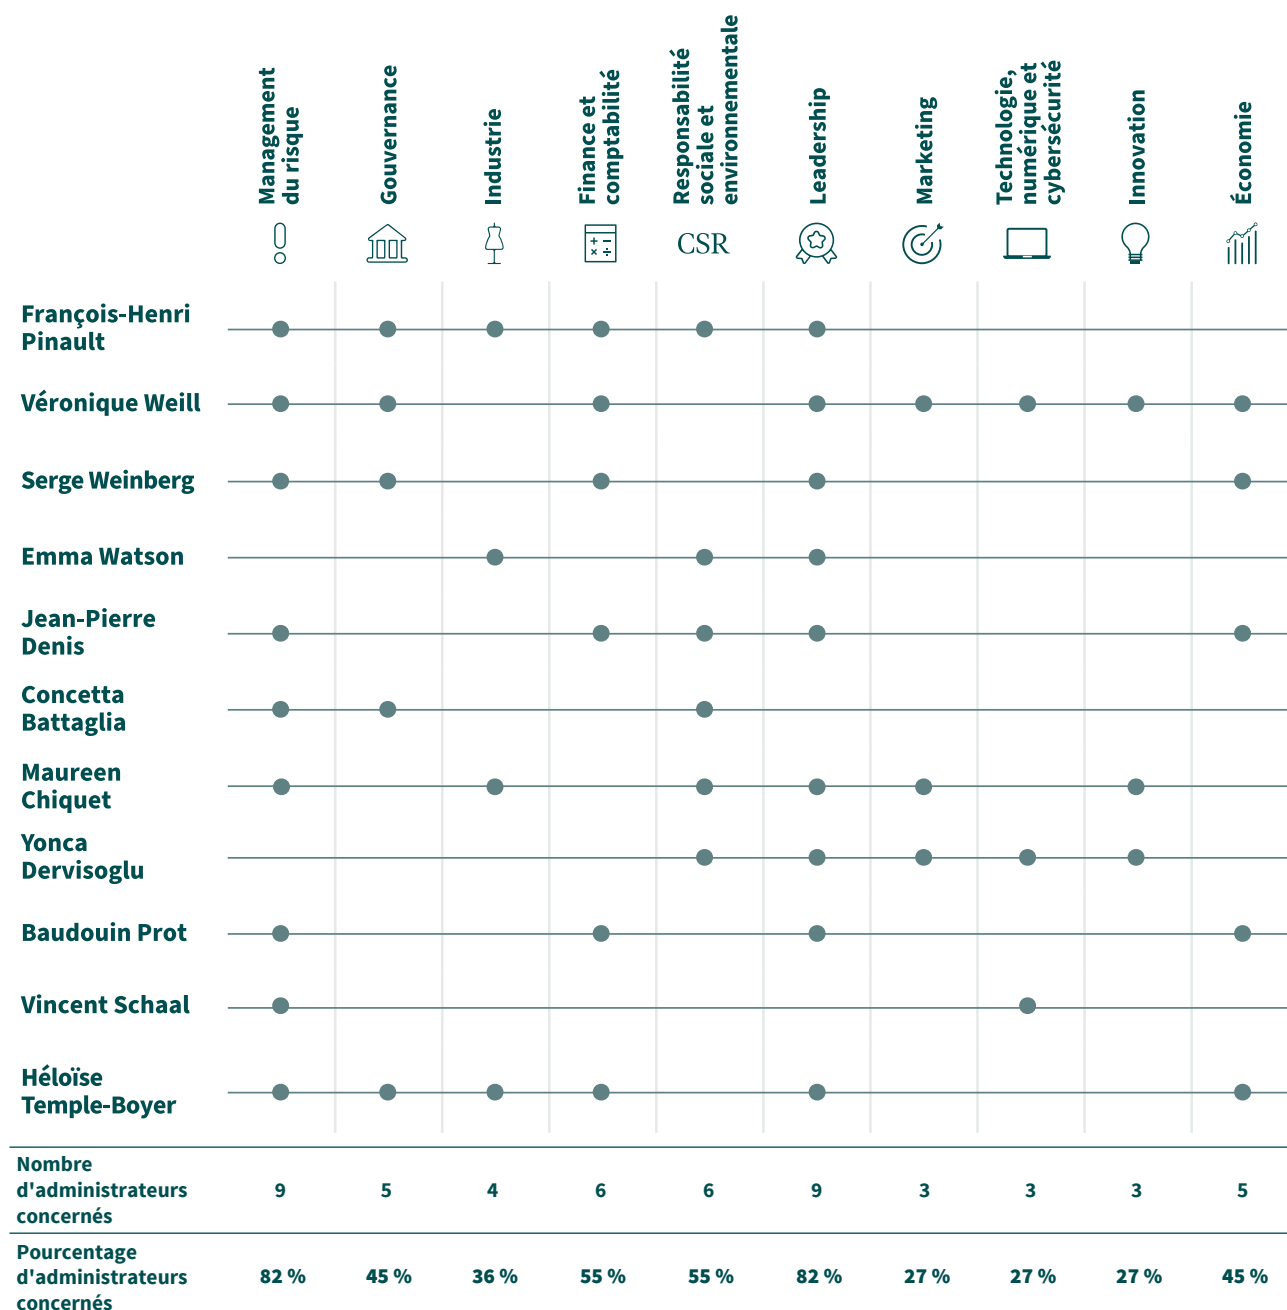 Management
du risque
Gouvernance
Industrie
Finance et
comptabilité
Responsabilité
sociale et
environnementale
Leadership
Marketing
Technologie,
numérique et
cybersécurité
Innovation
Économie
CSR
François-Henri
Pinault
Véronique Weill
Serge Weinberg
Emma Watson
Jean-Pierre
Denis
Concetta
Battaglia
Maureen
Chiquet
Yonca
Dervisoglu
Baudouin Prot
Vincent Schaal
Héloïse
Temple-Boyer
Nombre
d'administrateurs
concernés
9 5 4 6 6 9 3 3 3 5
Pourcentage
d'administrateurs
concernés
82 % 45 % 36 % 55 % 55 % 82 % 27 % 27 % 27 % 45 %